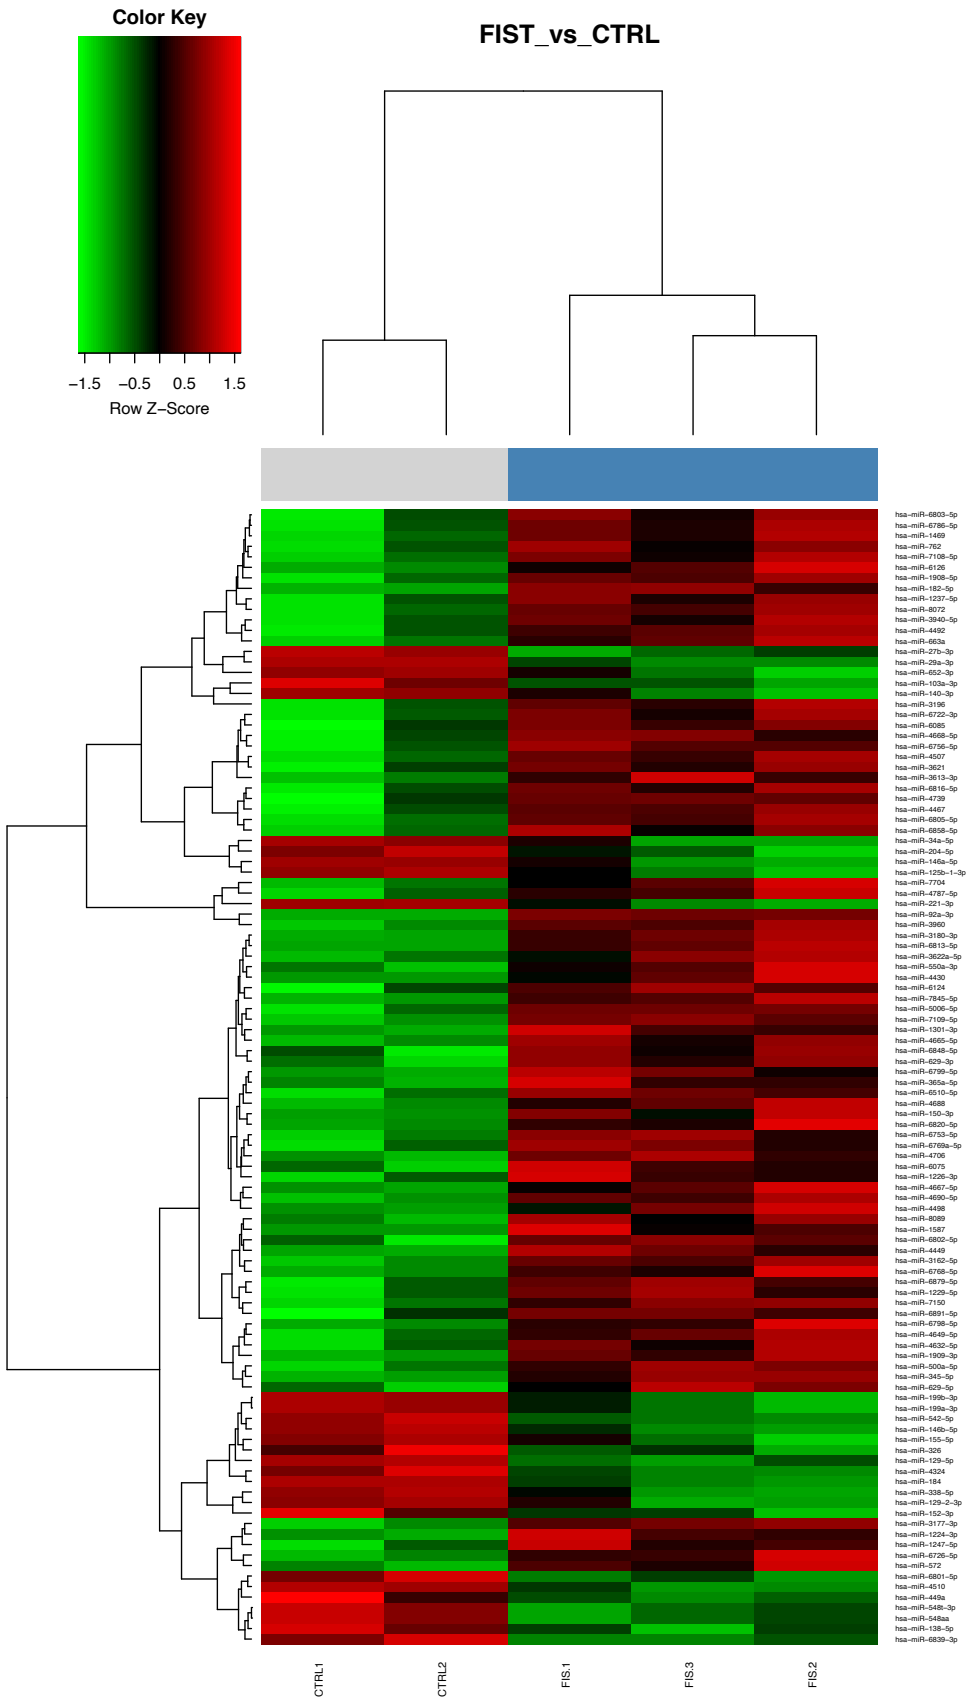 Color Key
FIST_vs_CTRL
−1.5 −0.5 0.5 1.5
Row Z−Score
hsa−miR−6803−5p
hsa−miR−6786−5p
hsa−miR−1469
hsa−miR−762
hsa−miR−7108−5p
hsa−miR−6126
hsa−miR−1908−5p
hsa−miR−182−5p
hsa−miR−1237−5p
hsa−miR−8072
hsa−miR−3940−5p
hsa−miR−4492
hsa−miR−663a
hsa−miR−27b−3p
hsa−miR−29a−3p
hsa−miR−652−3p
hsa−miR−103a−3p
hsa−miR−140−3p
hsa−miR−3196
hsa−miR−6722−3p
hsa−miR−6085
hsa−miR−4668−5p
hsa−miR−6756−5p
hsa−miR−4507
hsa−miR−3621
hsa−miR−3613−3p
hsa−miR−6816−5p
hsa−miR−4739
hsa−miR−4467
hsa−miR−6805−5p
hsa−miR−6858−5p
hsa−miR−34a−5p
hsa−miR−204−5p
hsa−miR−146a−5p
hsa−miR−125b−1−3p
hsa−miR−7704
hsa−miR−4787−5p
hsa−miR−221−3p
hsa−miR−92a−3p
hsa−miR−3960
hsa−miR−3180−3p
hsa−miR−6813−5p
hsa−miR−3622a−5p
hsa−miR−550a−3p
hsa−miR−4430
hsa−miR−6124
hsa−miR−7845−5p
hsa−miR−5006−5p
hsa−miR−7109−5p
hsa−miR−1301−3p
hsa−miR−4665−5p
hsa−miR−6848−5p
hsa−miR−629−3p
hsa−miR−6799−5p
hsa−miR−365a−5p
hsa−miR−6510−5p
hsa−miR−4688
hsa−miR−150−3p
hsa−miR−6820−5p
hsa−miR−6753−5p
hsa−miR−6769a−5p
hsa−miR−4706
hsa−miR−6075
hsa−miR−1226−3p
hsa−miR−4667−5p
hsa−miR−4690−5p
hsa−miR−4498
hsa−miR−8089
hsa−miR−1587
hsa−miR−6802−5p
hsa−miR−4449
hsa−miR−3162−5p
hsa−miR−6768−5p
hsa−miR−6879−5p
hsa−miR−1229−5p
hsa−miR−7150
hsa−miR−6891−5p
hsa−miR−6798−5p
hsa−miR−4649−5p
hsa−miR−4632−5p
hsa−miR−1909−3p
hsa−miR−500a−5p
hsa−miR−345−5p
hsa−miR−629−5p
hsa−miR−199b−3p
hsa−miR−199a−3p
hsa−miR−542−5p
hsa−miR−146b−5p
hsa−miR−155−5p
hsa−miR−326
hsa−miR−129−5p
hsa−miR−4324
hsa−miR−184
hsa−miR−338−5p
hsa−miR−129−2−3p
hsa−miR−152−3p
hsa−miR−3177−3p
hsa−miR−1224−3p
hsa−miR−1247−5p
hsa−miR−6726−5p
hsa−miR−572
hsa−miR−6801−5p
hsa−miR−4510
hsa−miR−449a
hsa−miR−548t−3p
hsa−miR−548aa
hsa−miR−138−5p
hsa−miR−6839−3p
CTRL1
CTRL2
FIS.1
FIS.3
FIS.2